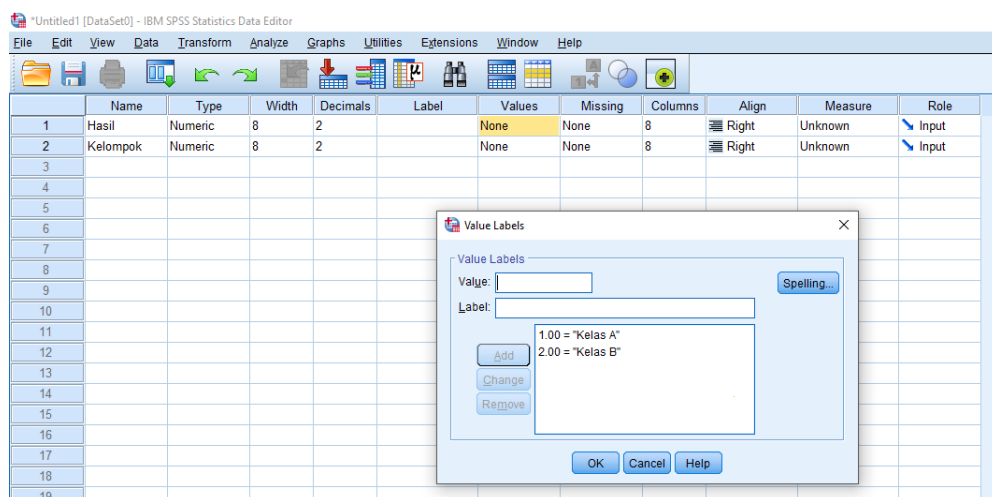 *Untitled1 [DataSet0] - IBM SPSS Statistics Data Editor
File Edit View Data Transform Analyze Graphs Utilities Extensions Window Help
Name Type Width Decimals Label Values Missing Columns Align Measure Role
1 Hasil Numeric 8 2 None None 8 Right Unknown Input
2 Kelompok Numeric 8 2 None None 8 Right Unknown Input
3
4
5
6
7
8
9
10
11
12
13
14
15
16
17
18
19
Value Labels
Value Labels
Value:
Spelling...
Label:
1.00 = "Kelas A"
2.00 = "Kelas B"
Add
Change
Remove
OK Cancel Help